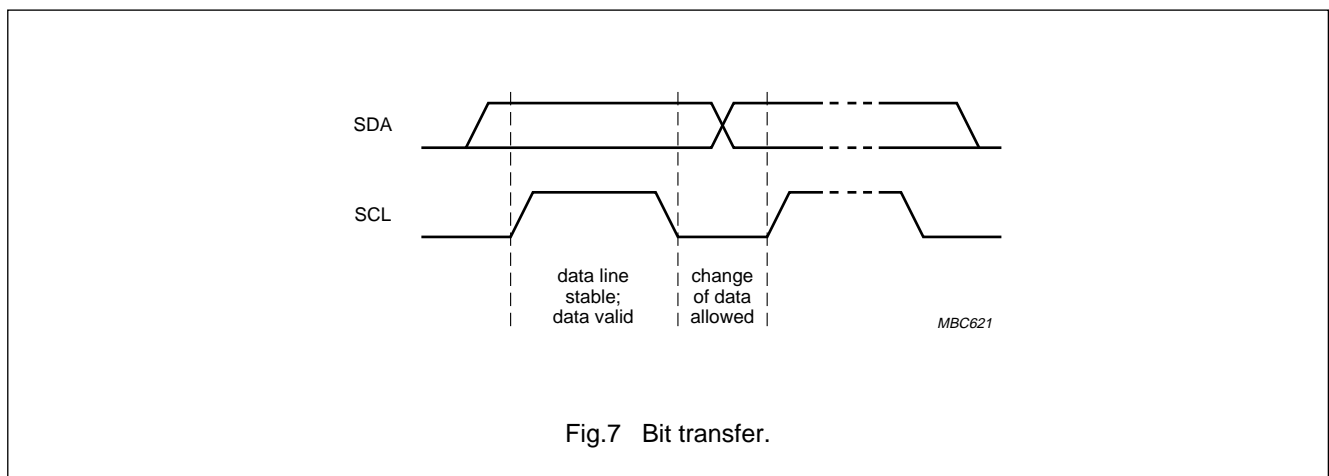 SDA
SCL
data line
stable;
data valid
change
of data
allowed
MBC621
Fig.7 Bit transfer.